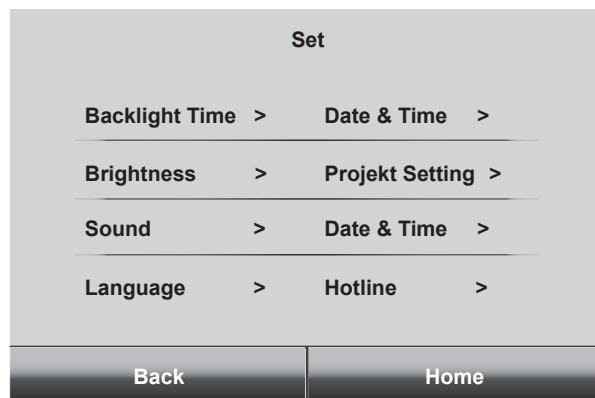 Set
Backlight Time > Date & Time >
Brightness > Projekt Setting >
Sound > Date & Time >
Language > Hotline >
Back Home